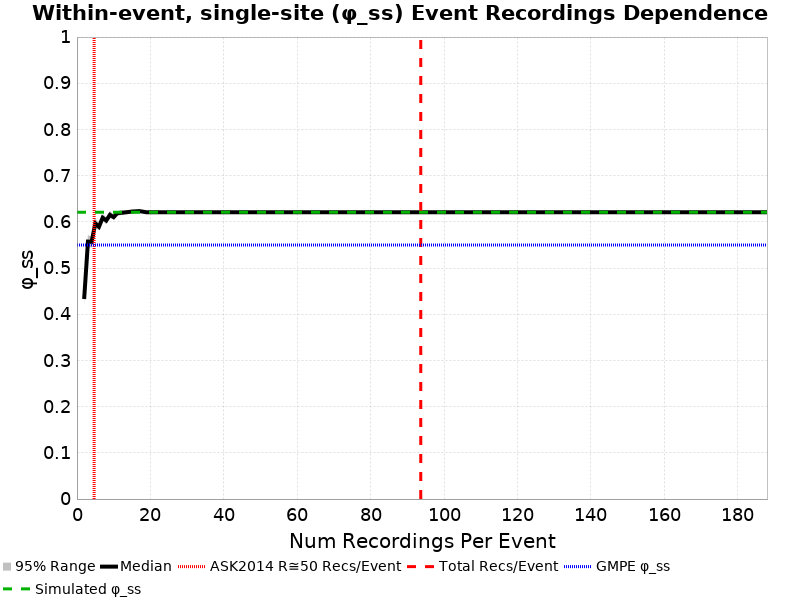 Within-event, single-site (φ_ss) Event Recordings Dependence
1
0.9
0.8
0.7
0.6
0.5
0.4
0.3
0.2
0.1
0
φ_ss
0 20 40 60 80 100 120 140 160 180
Num Recordings Per Event
95% Range Median ASK2014 R≅50 Recs/Event Total Recs/Event GMPE φ_ss
Simulated φ_ss